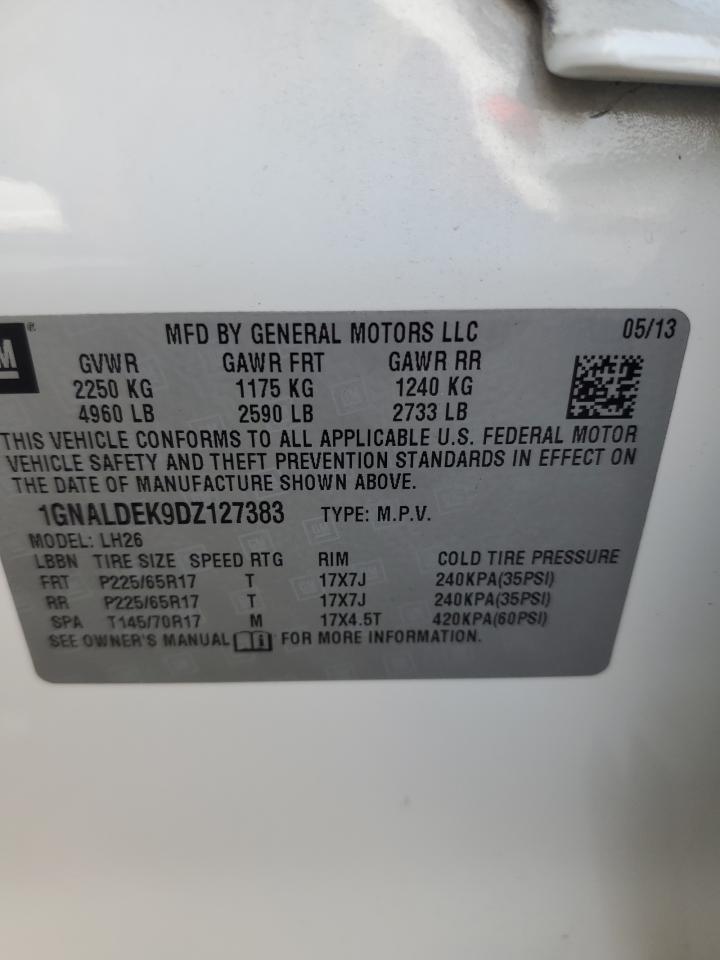 M ®
MFD BY GENERAL MOTORS LLC 05/13
GVWR GAWR FRT GAWR RR
2250 KG 1175 KG 1240 KG
4960 LB 2590 LB 2733 LB
THIS VEHICLE CONFORMS TO ALL APPLICABLE U.S. FEDERAL MOTOR
VEHICLE SAFETY AND THEFT PREVENTION STANDARDS IN EFFECT ON
THE DATE OF MANUFACTURE SHOWN ABOVE.
1GNALDEK9DZ127383 TYPE: M.P.V.
MODEL: LH26
LBBN TIRE SIZE SPEED RTG RIM COLD TIRE PRESSURE
FRT P225/65R17 T 17X7J 240KPA(35PSI)
RR P225/65R17 T 17X7J 240KPA(35PSI)
SPA T145/70R17 M 17X4.5T 420KPA(60PSI)
SEE OWNER'S MANUAL i FOR MORE INFORMATION.